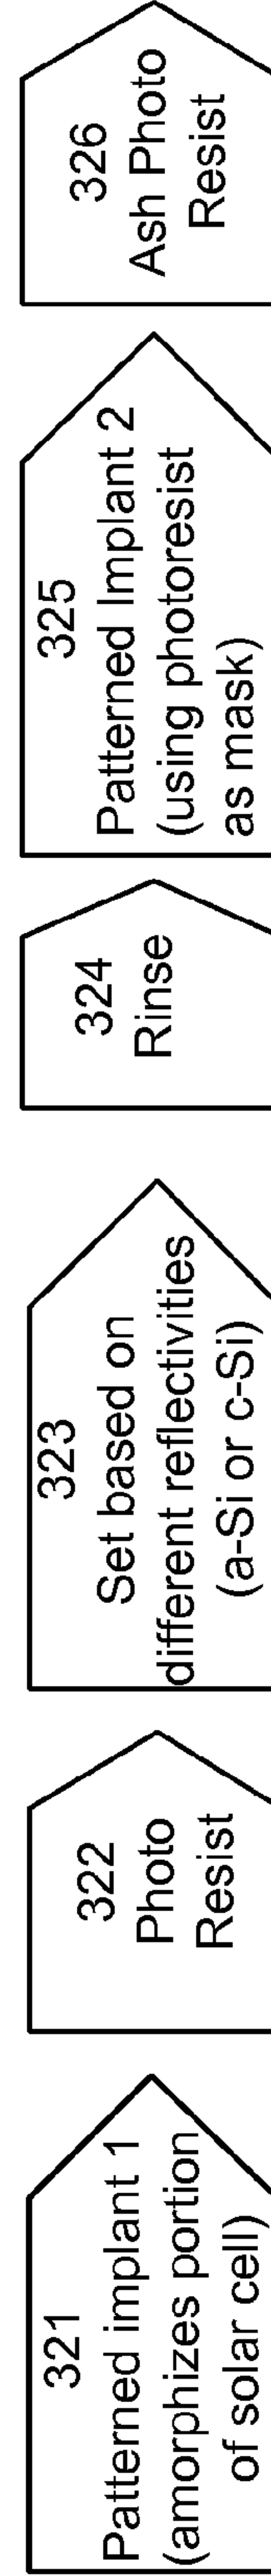 321
Patterned implant 1
(amorphizes portion
of solar cell)
322
Photo
Resist
323
Set based on
different reflectivities
(a-Si or c-Si)
324
Rinse
325
Patterned Implant 2
(using photoresist
as mask)
326
Ash Photo
Resist